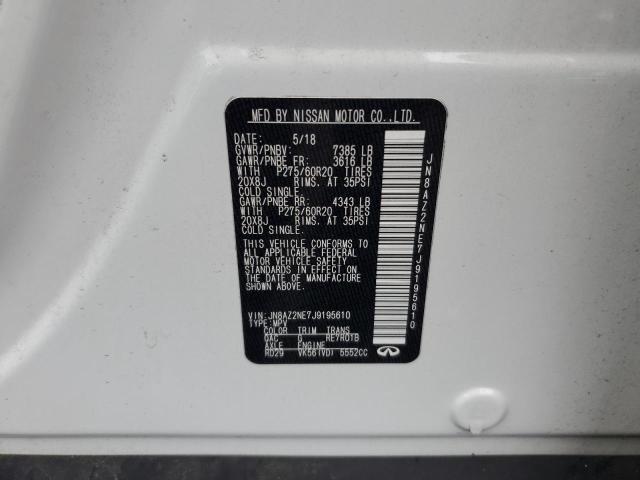 MFD BY NISSAN MOTOR CO.,LTD.
DATE: 5/18
GVWR/PNBV: 7385 LB
GAWR/PNBE FR: 3616 LB
WITH P275/60R20 TIRES
20X8J RIMS. AT 35PSI
COLD SINGLE.
GAWR/PNBE RR: 4343 LB
WITH P275/60R20 TIRES
20X8J RIMS. AT 35PSI
COLD SINGLE.
THIS VEHICLE CONFORMS TO
ALL APPLICABLE FEDERAL
MOTOR VEHICLE SAFETY
STANDARDS IN EFFECT ON
THE DATE OF MANUFACTURE
SHOWN ABOVE.
VIN: JN8AZ2NE7J9195610
TYPE: MPV
COLOR TRIM TRANS
QAC G RE7R01B
AXLE ENGINE
RD29 VK56(VD) 5552CC
JN8AZ2NE7J9195610